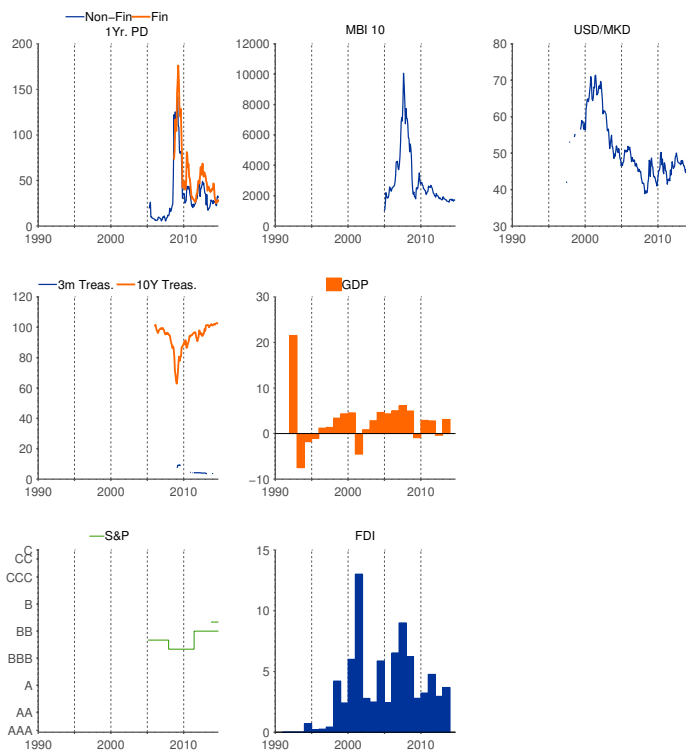 Non−Fin Fin
1Yr. PD
MBI 10
USD/MKD
200
150
100
50
0
1990 2000 2010
12000
10000
8000
6000
4000
2000
0
1990 2000 2010
80
70
60
50
40
30
1990 2000 2010
3m Treas. 10Y Treas.
GDP
120
100
80
60
40
20
0
1990 2000 2010
30
20
10
0
−10
1990 2000 2010
S&P
FDI
C
CC
CCC
B
BB
BBB
A
AA
AAA
1990 2000 2010
15
10
5
0
1990 2000 2010